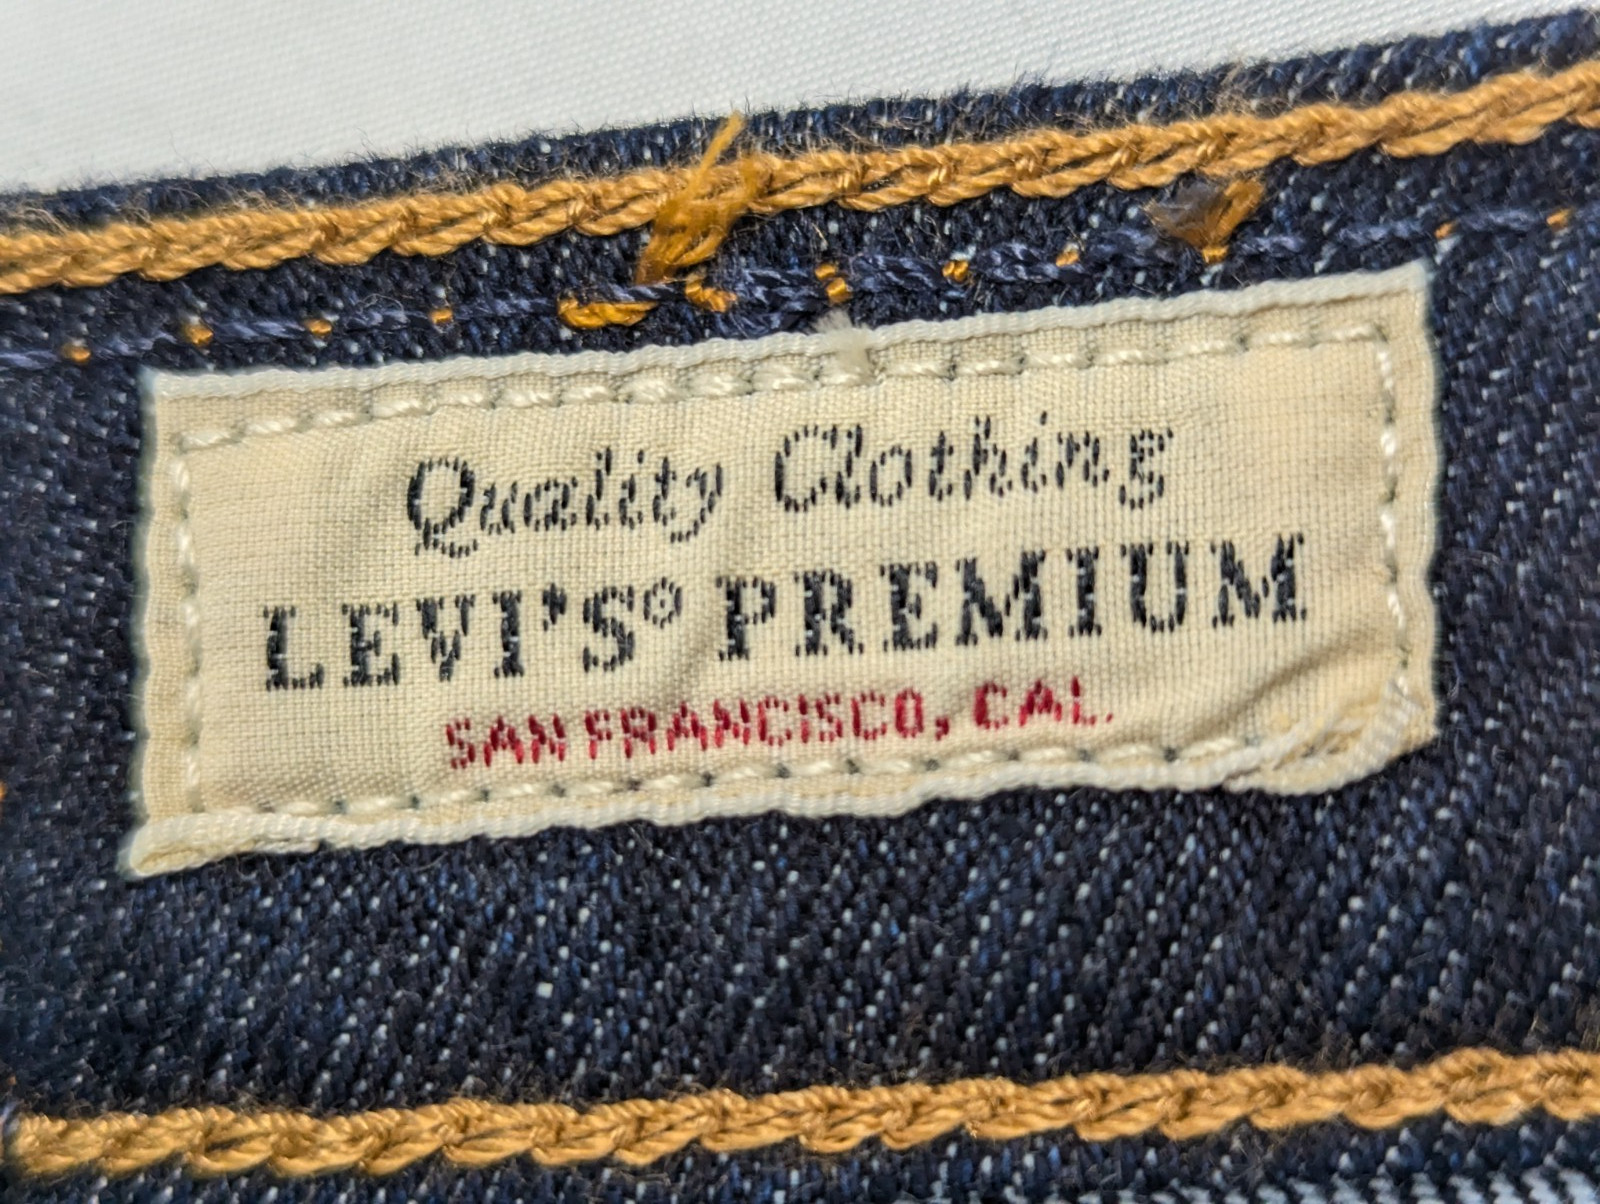 Quality Clothing
LEVI'S® PREMIUM
SAN FRANCISCO, CAL.